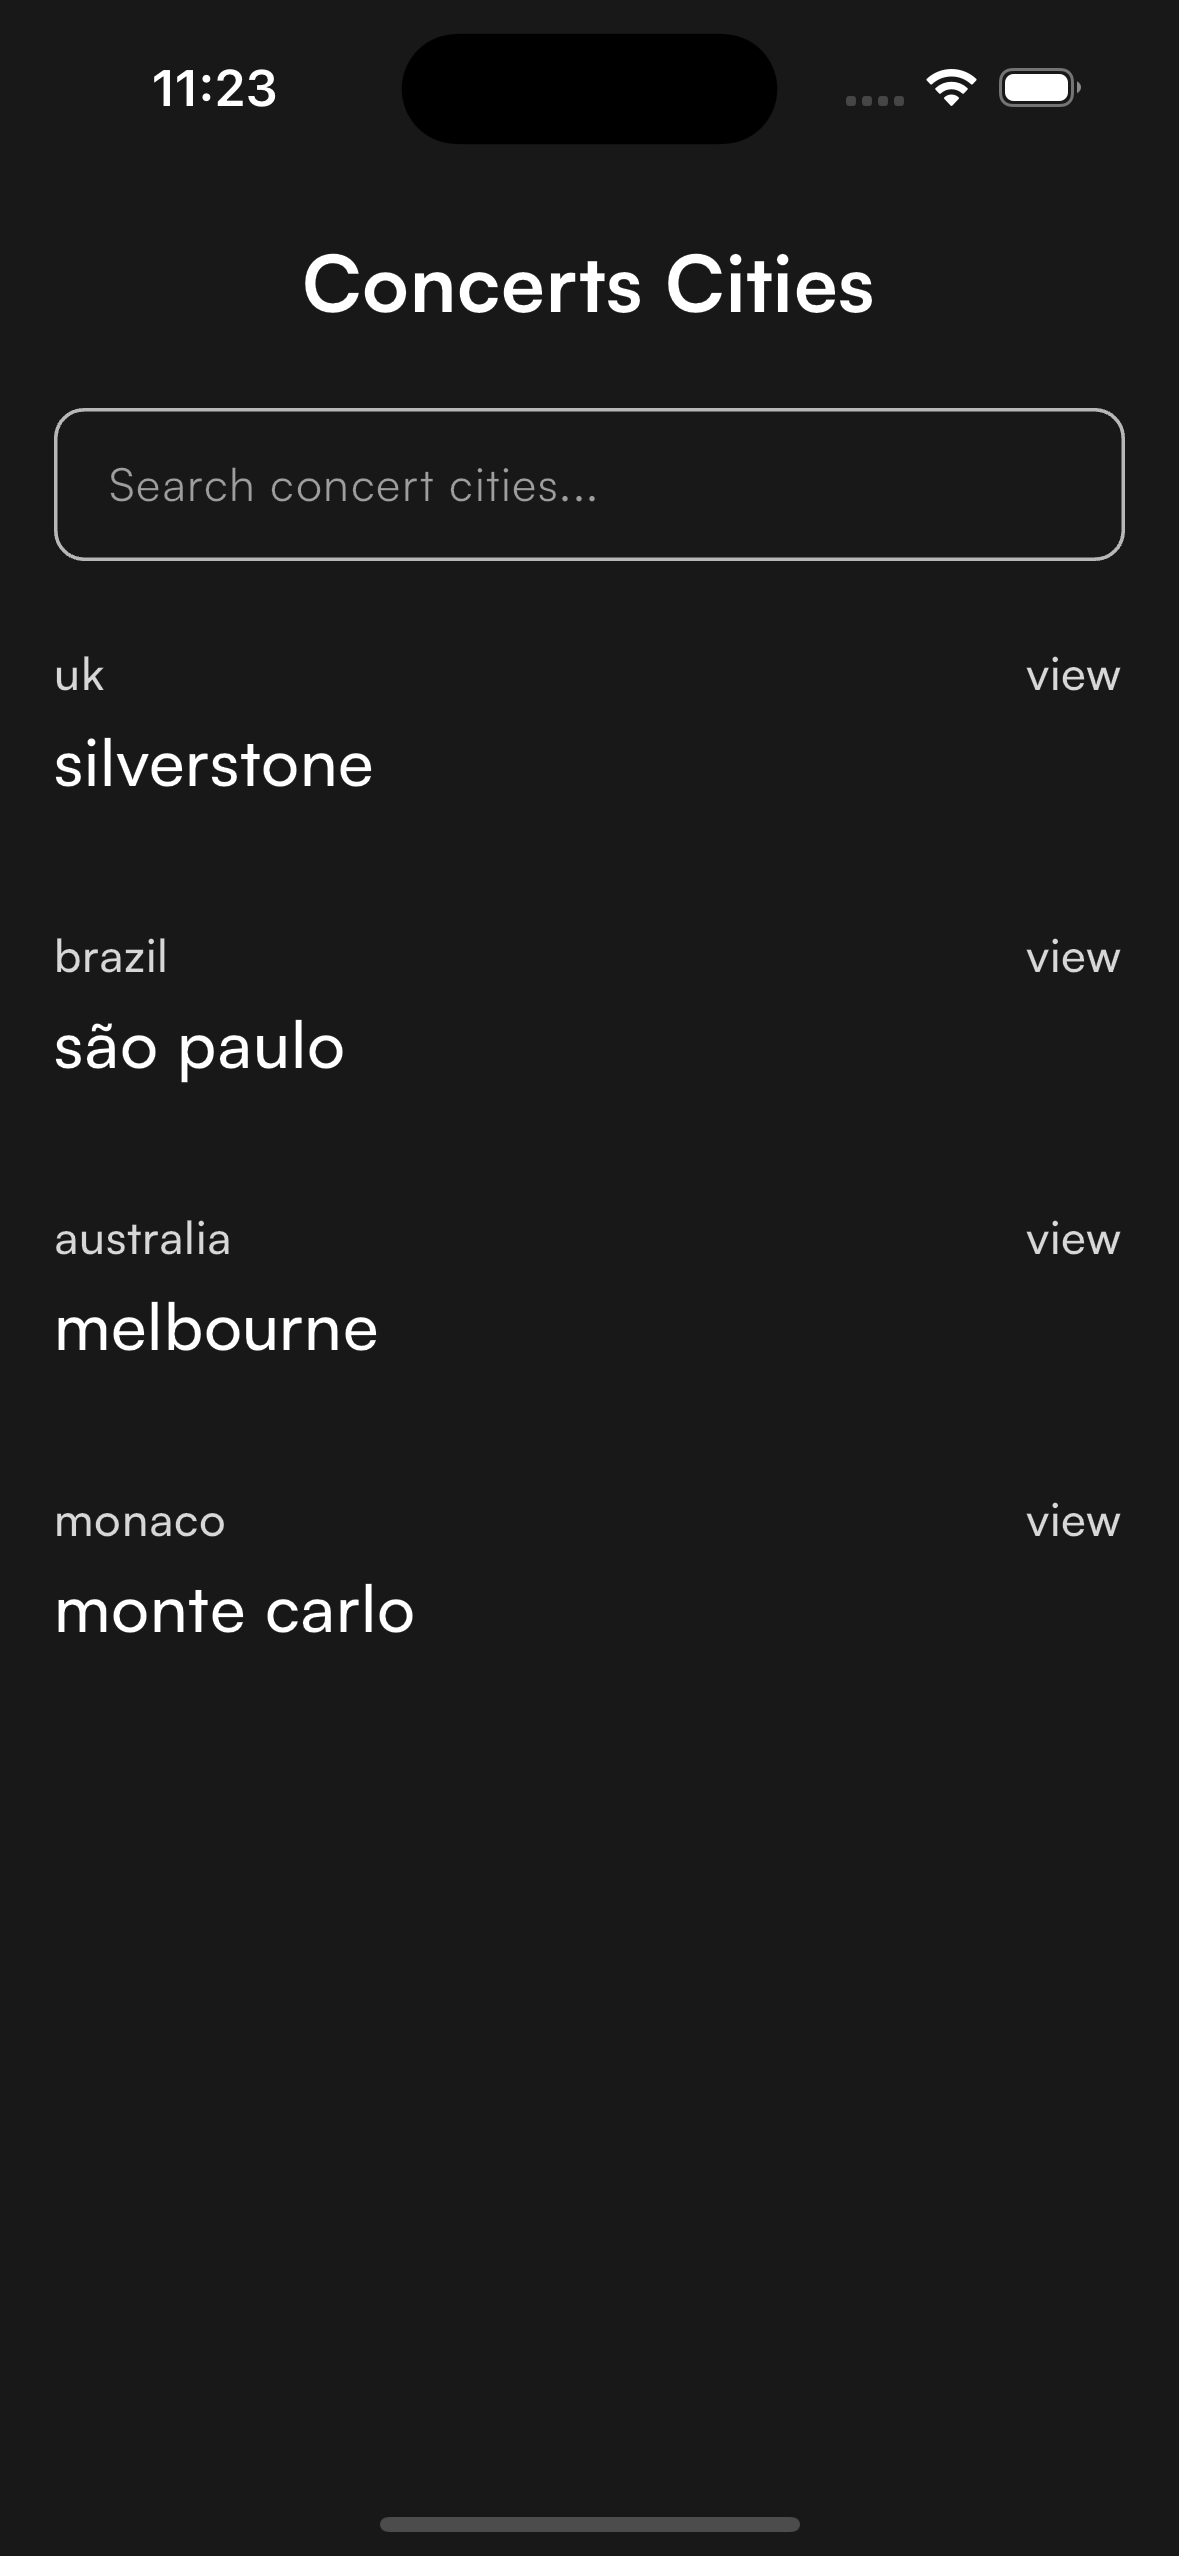 11:23
Concerts Cities
Search concert cities...
uk
view
silverstone
brazil
view
são paulo
australia
view
melbourne
monaco
view
monte carlo